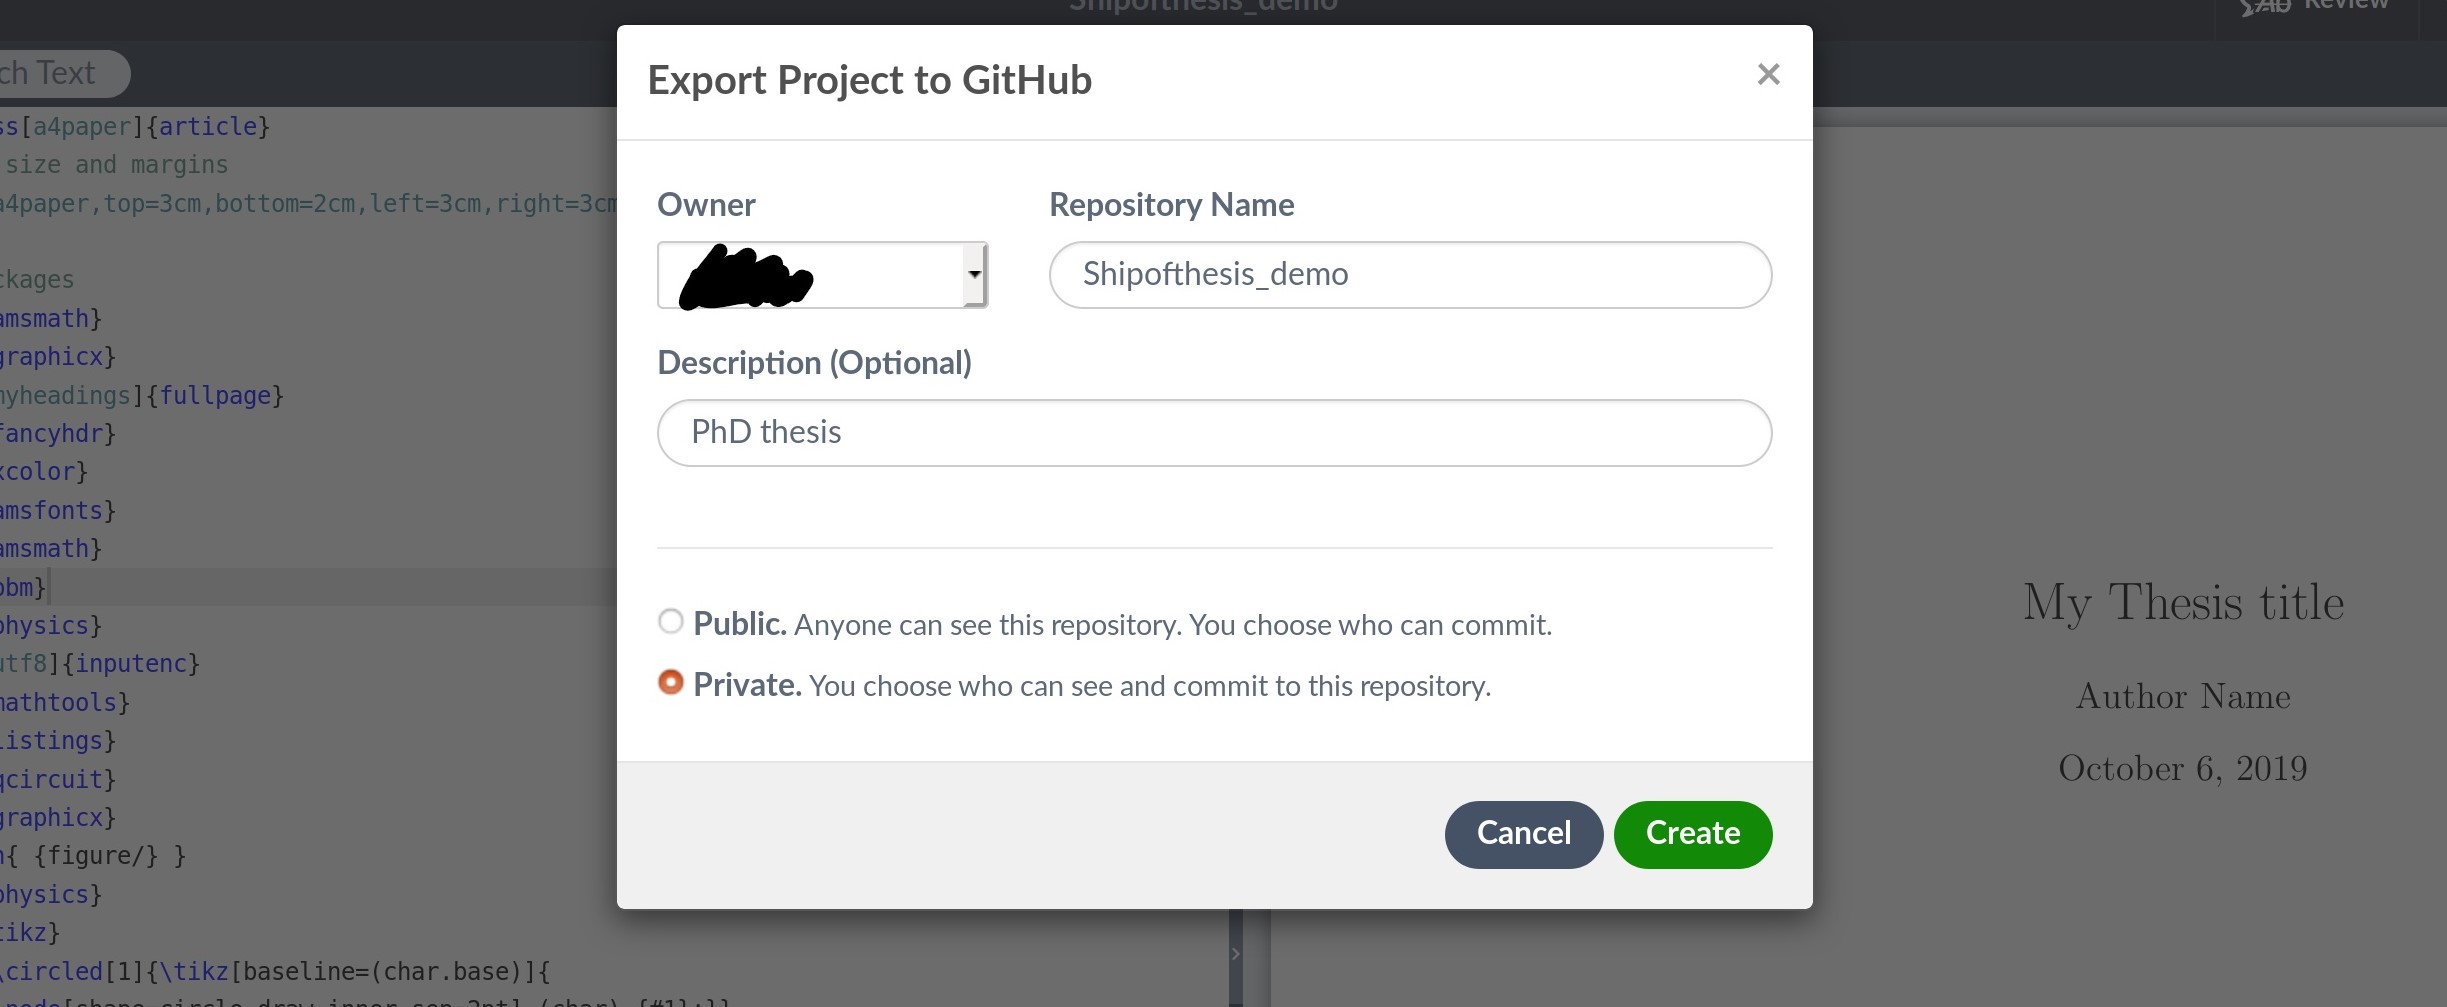 Shipofthesis_demo
Review
ch Text
ss[a4paper]{article}
size and margins
a4paper,top=3cm,bottom=2cm,left=3cm,right=3cm
ckages
amsmath}
graphicx}
myheadings]{fullpage}
fancyhdr}
xcolor}
amsfonts}
amsmath}
bbm}
physics}
utf8]{inputenc}
mathtools}
listings}
qcircuit}
graphicx}
h{ {figure/} }
physics}
tikz}
\circled[1]{\tikz[baseline=(char.base)]{
Export Project to GitHub
×
Owner
Repository Name
Shipofthesis_demo
Description (Optional)
PhD thesis
Public. Anyone can see this repository. You choose who can commit.
Private. You choose who can see and commit to this repository.
Cancel
Create
My Thesis title
Author Name
October 6, 2019